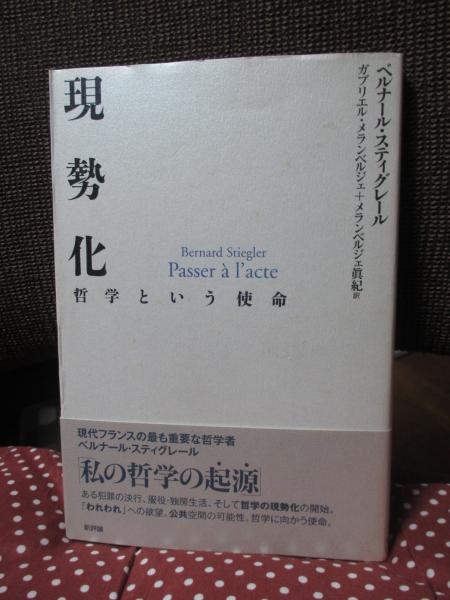 現勢化
哲学という使命
Bernard Stiegler
Passer à l'acte
ベルナール・スティグレール
ガブリエル・メランベルジェ+メランベルジェ眞紀 訳
現代フランスの最も重要な哲学者
ベルナール・スティグレール
「私の哲学の起源」
ある犯罪の決行、服役・独房生活、そして哲学の現勢化の開始。
「われわれ」への欲望。公共空間の可能性。哲学に向かう使命。
新評論